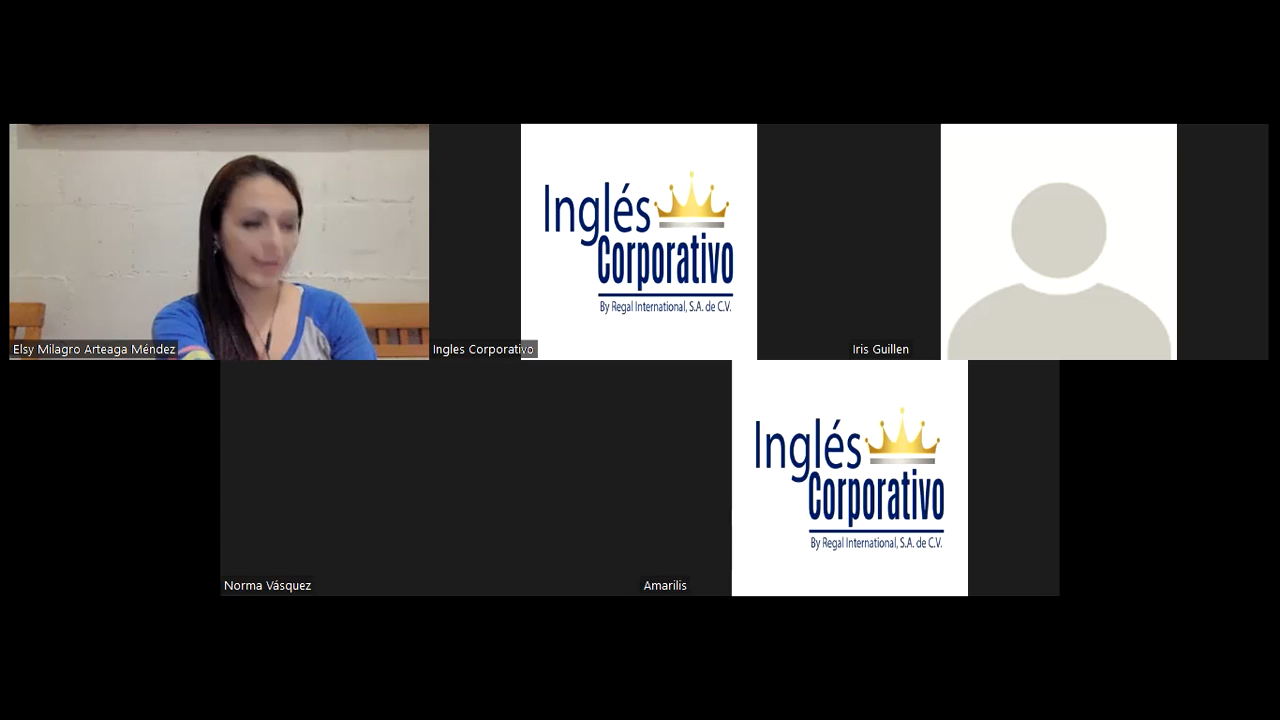 Inglés
Corporativo
By Regal International, S.A. de C.V.
Elsy Milagro Arteaga Méndez
Ingles Corporativo
Iris Guillen
Inglés
Corporativo
By Regal International, S.A. de C.V.
Norma Vásquez
Amarilis